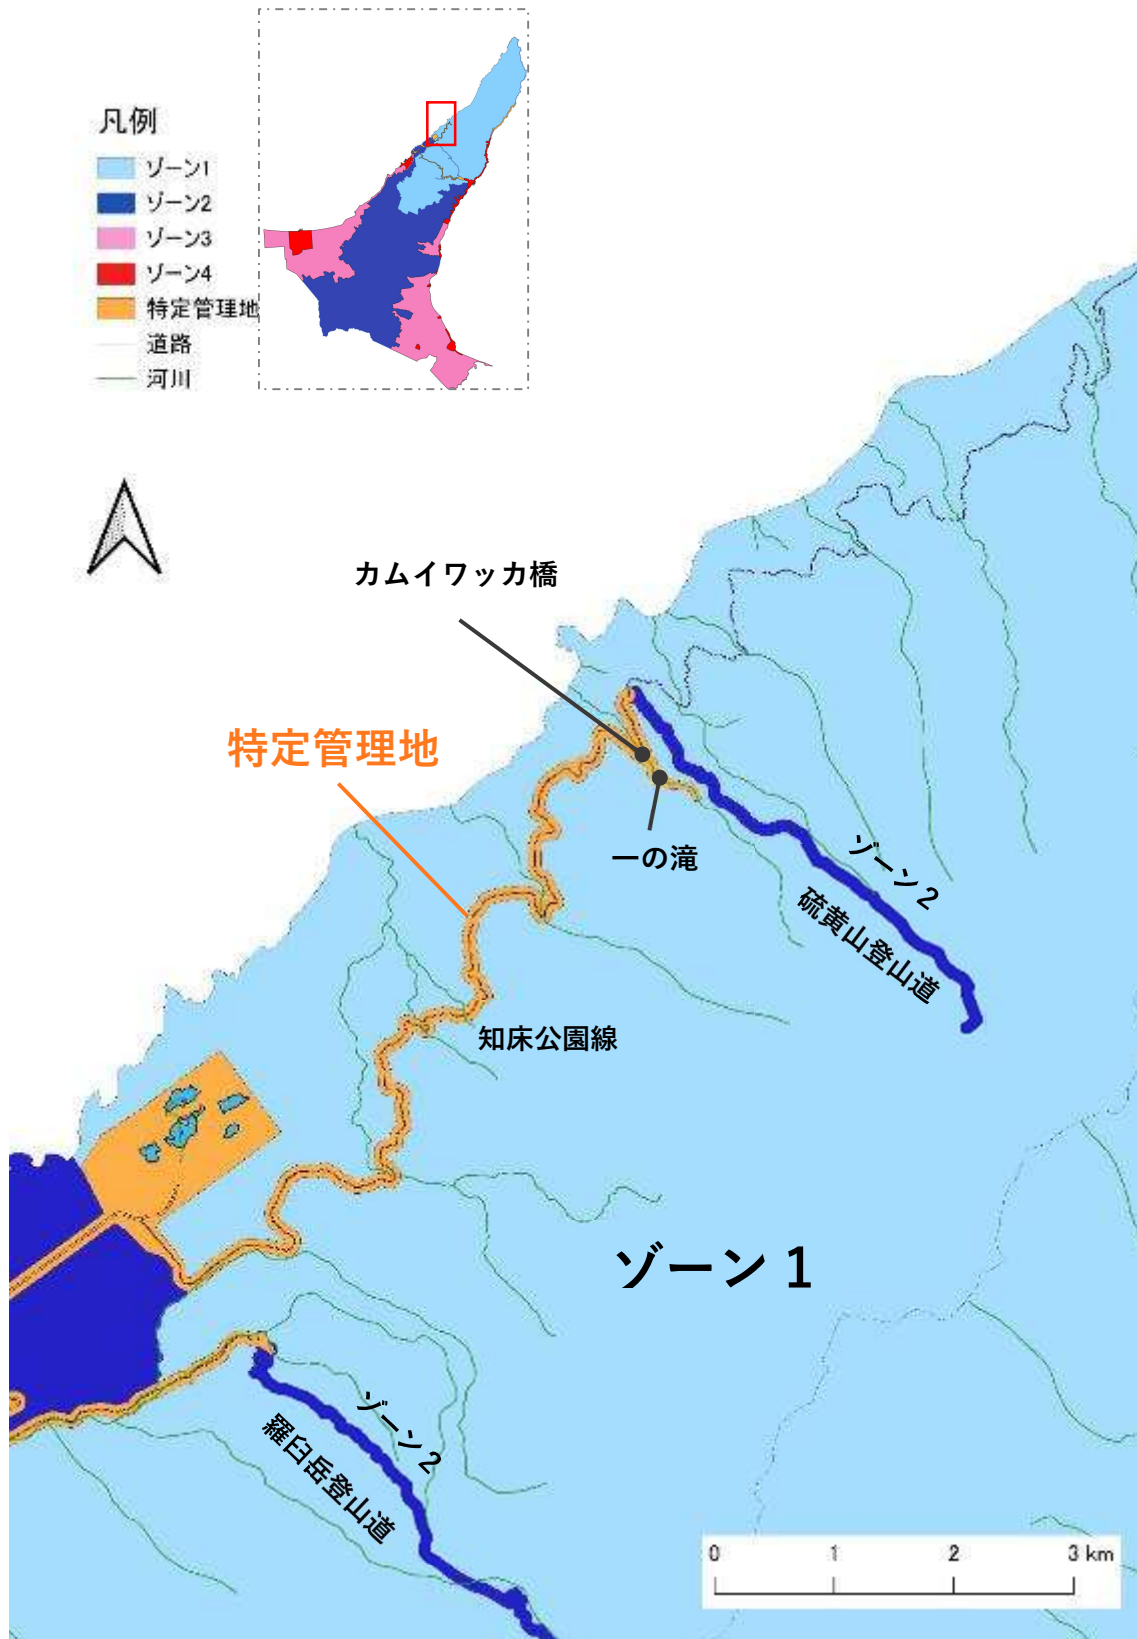 凡例
ゾーン1
ゾーン2
ゾーン3
ゾーン4
特定管理地
道路
河川
カムイワッカ橋
特定管理地
一の滝
ゾーン２
硫黄山登山道
知床公園線
ゾーン１
ゾーン２
羅臼岳登山道
0 1 2 3 km